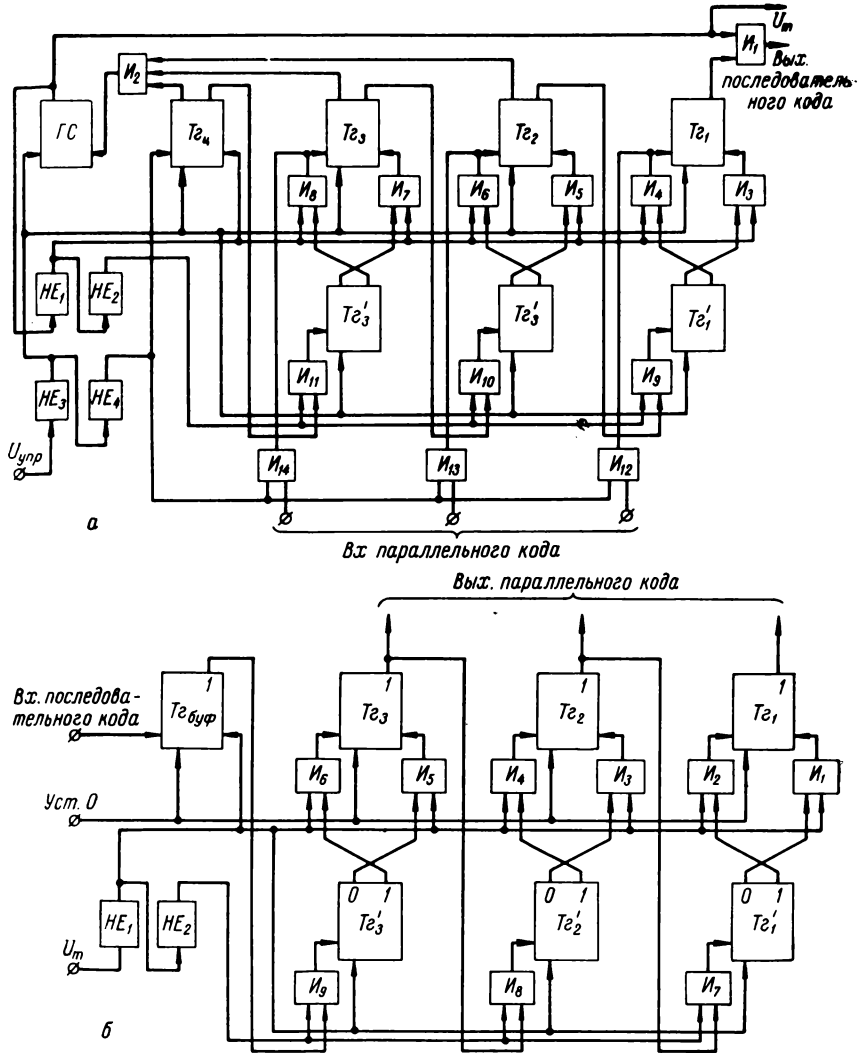 Uт
И1
Вых. последователь-
ного кода
И2
ГС
Тгц
Тг3
Тг2
Тг1
И8
И7
И6
И5
И4
И3
НЕ1
НЕ2
Тг′3
Тг′3
Тг′1
НЕ3
НЕ4
И11
И10
И9
Uупр
И14
И13
И12
а
Вх параллельного кода
Вых. параллельного кода
Вх. последова-
тельного кода
1
Тгбуф
1
Тг3
1
Тг2
1
Тг1
И6
И5
И4
И3
И2
И1
Уст. 0
НЕ1
НЕ2
0 1
Тг′3
0 1
Тг′2
0 1
Тг′1
Uт
И9
И8
И7
б